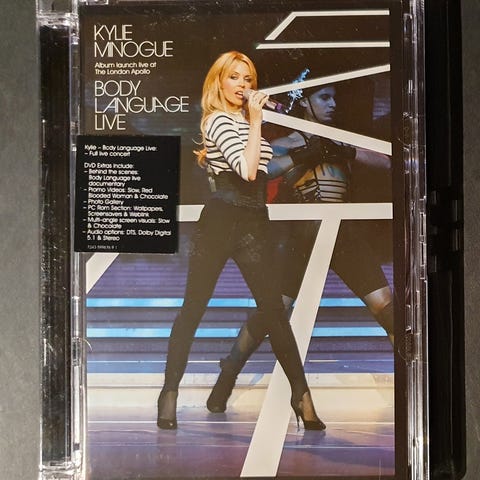 KYLIE
MINOGUE
Album launch live at
The London Apollo
BODY
LANGUAGE
LIVE
Kylie - Body Language Live:
- Full live concert
DVD Extras include:
- Behind the scenes:
Body Language live
documentary
- Promo Videos: Slow, Red
Blooded Woman & Chocolate
- Photo Gallery
- PC Rom Section: Wallpapers,
Screensavers & Weblink
- Multi-angle screen visuals: Slow
& Chocolate
- Audio options: DTS, Dolby Digital
5.1 & Stereo